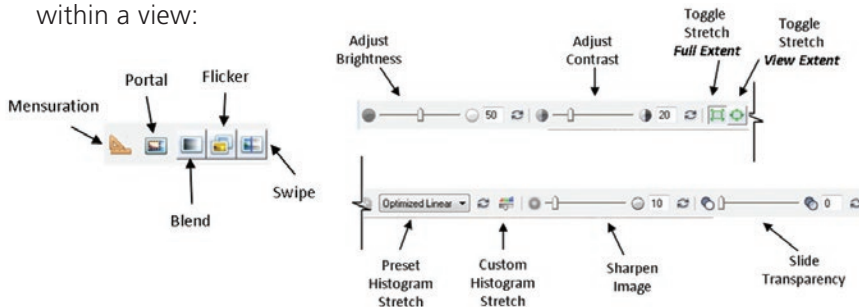 within a view:
Mensuration
Portal
Flicker
Blend
Swipe
Adjust
Brightness
Adjust
Contrast
Toggle
Stretch
Full Extent
Toggle
Stretch
View Extent
50
20
Optimized Linear
10
0
Preset
Histogram
Stretch
Custom
Histogram
Stretch
Sharpen
Image
Slide
Transparency